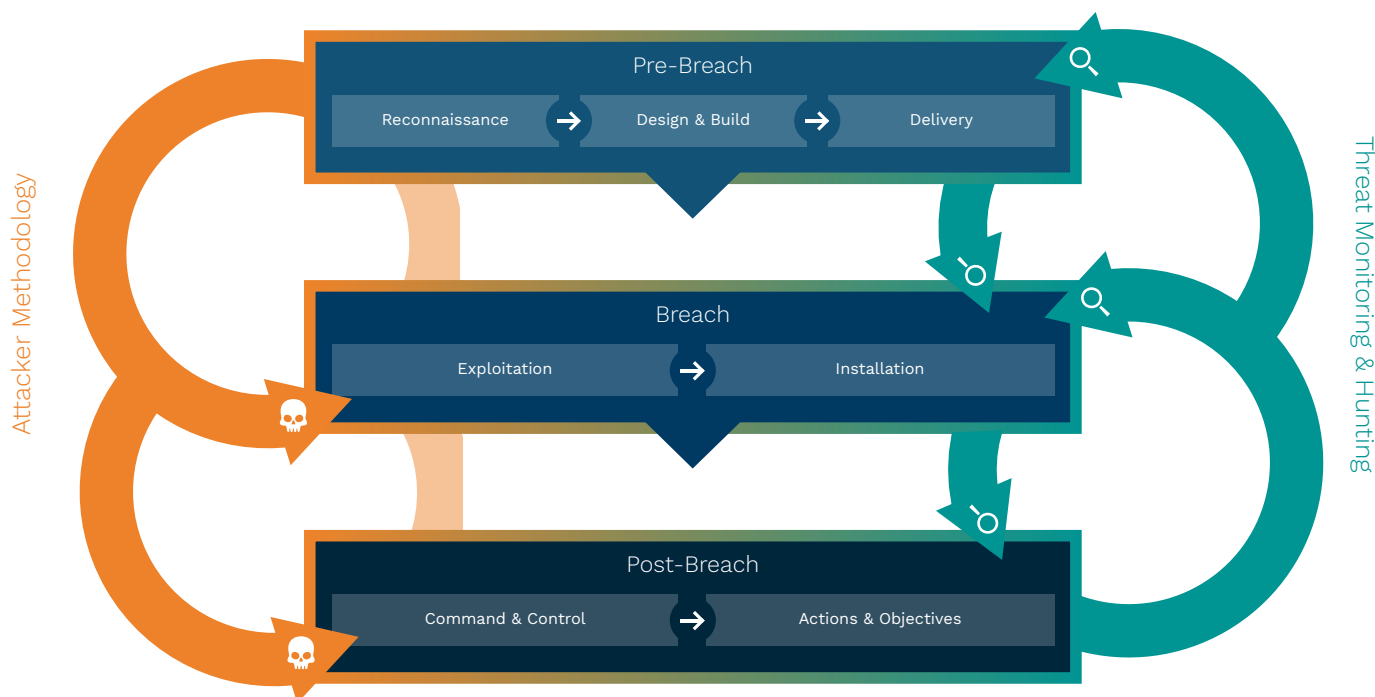 Attacker Methodology
Pre-Breach
Reconnaissance
Design & Build
Delivery
Breach
Exploitation
Installation
Post-Breach
Command & Control
Actions & Objectives
Threat Monitoring & Hunting